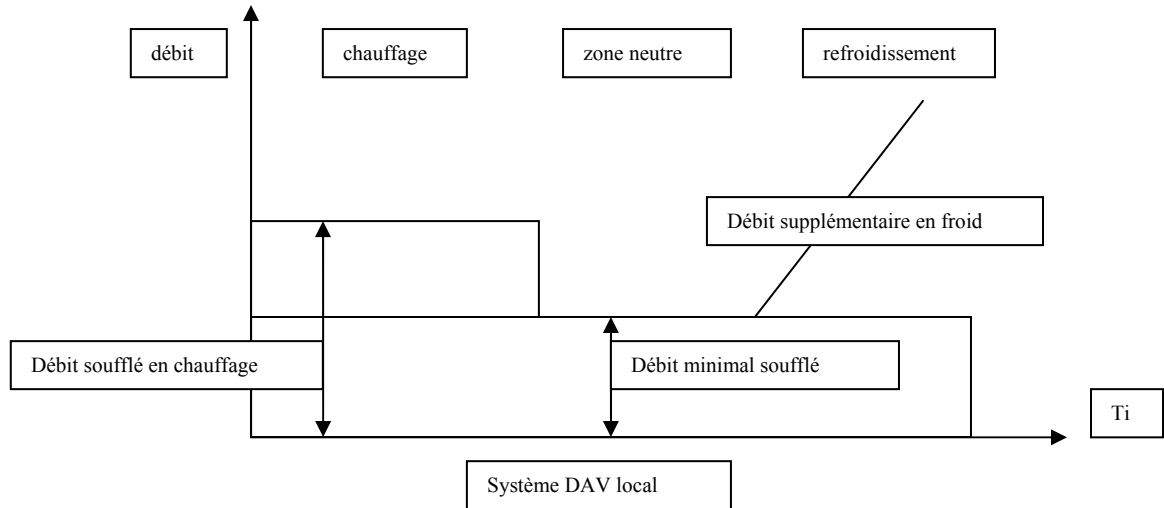 débit
chauffage
zone neutre
refroidissement
Débit supplémentaire en froid
Débit soufflé en chauffage
Débit minimal soufflé
Ti
Système DAV local